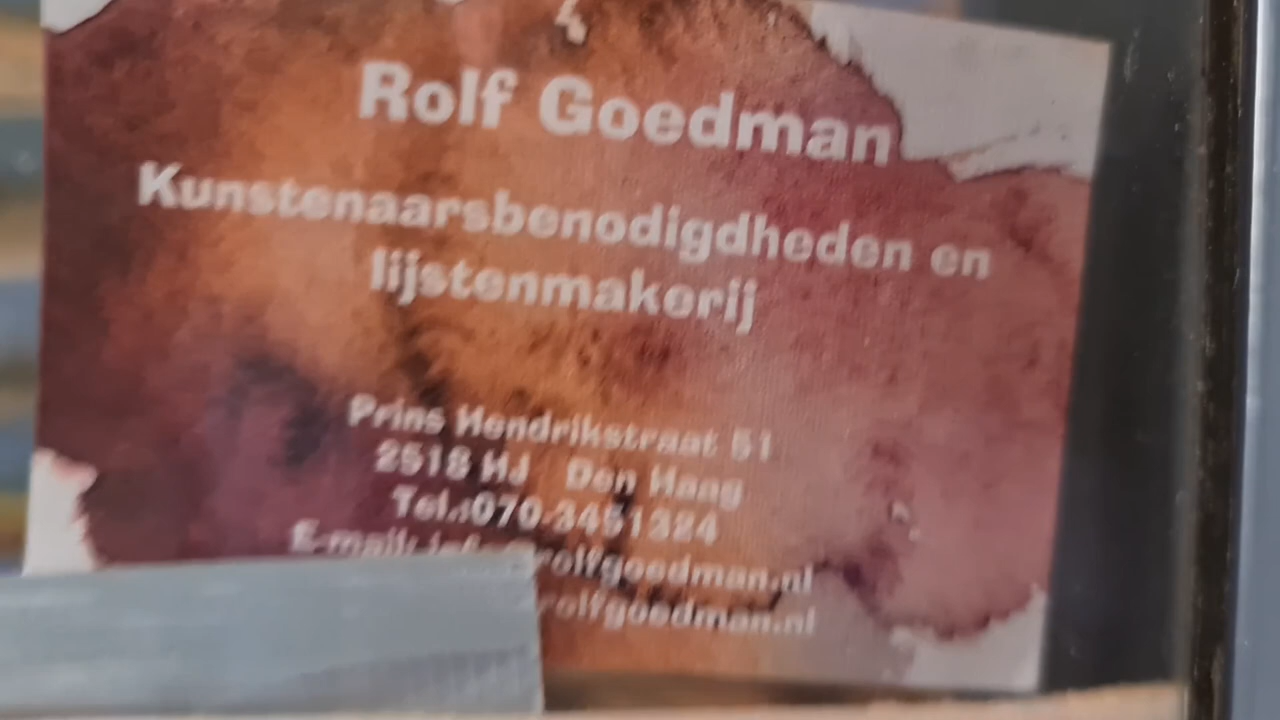 Rolf Goedman
Kunstenaarsbenodigdheden en
lijstenmakerij
Prins Hendrikstraat 51
2518 HJ Den Haag
Tel.:070-3451324
E-mail: rolfgoedman.nl
rolfgoedman.nl